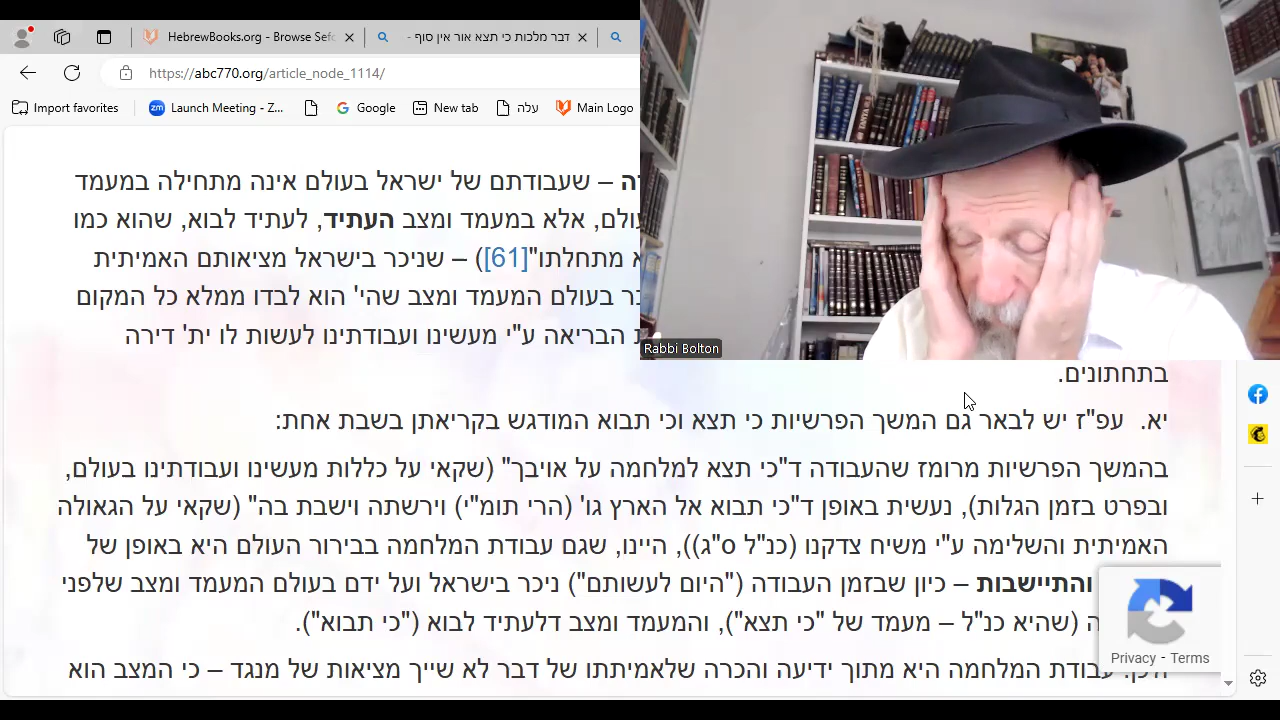 HebrewBooks.org - Browse Sefo
דבר מלכות כי תצא אור אין סוף -
https://abc770.org/article_node_1114/
Import favorites
Launch Meeting - Z...
Google
New tab
עלה
Main Logo
– שעבודתם של ישראל בעולם אינה מתחילה במעמד
אלא במעמד ומצב העתיד, לעתיד לבוא, שהוא כמו
מתחלתו"[61]) – שניכר בישראל מציאותם האמיתית
בעולם המעמד ומצב שהי' הוא לבדו ממלא כל המקום
הבריאה ע"י מעשינו ועבודתינו לעשות לו ית' דירה
Rabbi Bolton
בתחתונים.
יא. עפ"ז יש לבאר גם המשך הפרשיות כי תצא וכי תבוא המודגש בקריאתן בשבת אחת:
בהמשך הפרשיות מרומז שהעבודה ד"כי תצא למלחמה על אויבך" (שקאי על כללות מעשינו ועבודתינו בעולם,
ובפרט בזמן הגלות), נעשית באופן ד"כי תבוא אל הארץ גו' (הרי תומ"י) וירשתה וישבת בה" (שקאי על הגאולה
האמיתית והשלימה ע"י משיח צדקנו (כנ"ל ס"ג)), היינו, שגם עבודת המלחמה בבירור העולם היא באופן של
והתיישבות – כיון שבזמן העבודה ("היום לעשותם") ניכר בישראל ועל ידם בעולם המעמד ומצב שלפני
(שהיא כנ"ל – מעמד של "כי תצא"), והמעמד ומצב דלעתיד לבוא ("כי תבוא").
עבודת המלחמה היא מתוך ידיעה והכרה שלאמיתתו של דבר לא שייך מציאות של מנגד – כי המצב הוא
Privacy - Terms
TANYA